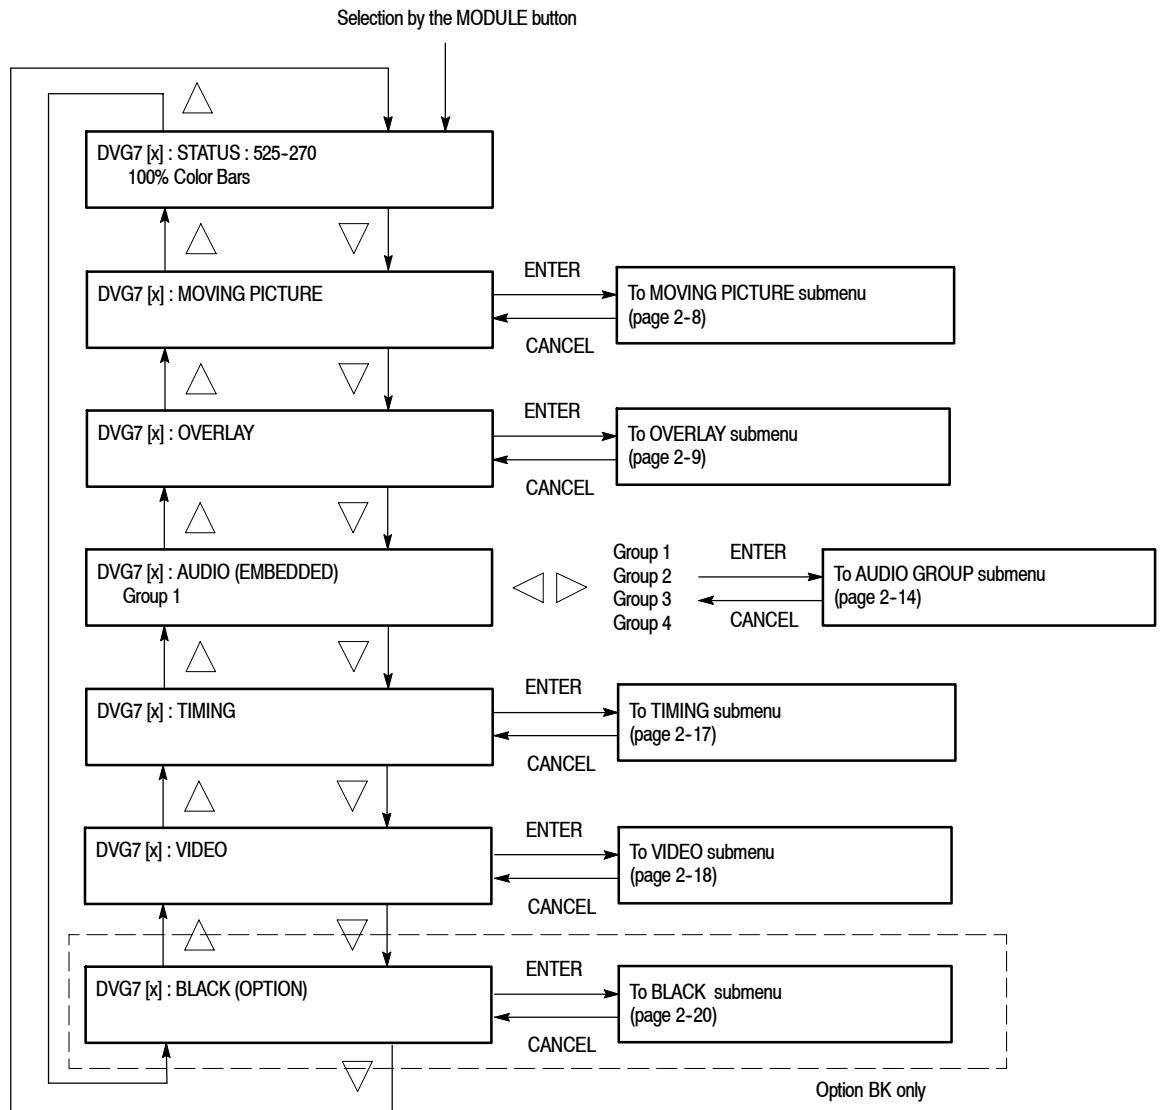 Selection by the MODULE button
DVG7 [x] : STATUS : 525-270
100% Color Bars
DVG7 [x] : MOVING PICTURE
ENTER
CANCEL
To MOVING PICTURE submenu
(page 2-8)
DVG7 [x] : OVERLAY
ENTER
CANCEL
To OVERLAY submenu
(page 2-9)
DVG7 [x] : AUDIO (EMBEDDED)
Group 1
Group 1
Group 2
Group 3
Group 4
ENTER
CANCEL
To AUDIO GROUP submenu
(page 2-14)
DVG7 [x] : TIMING
ENTER
CANCEL
To TIMING submenu
(page 2-17)
DVG7 [x] : VIDEO
ENTER
CANCEL
To VIDEO submenu
(page 2-18)
DVG7 [x] : BLACK (OPTION)
ENTER
CANCEL
To BLACK submenu
(page 2-20)
Option BK only